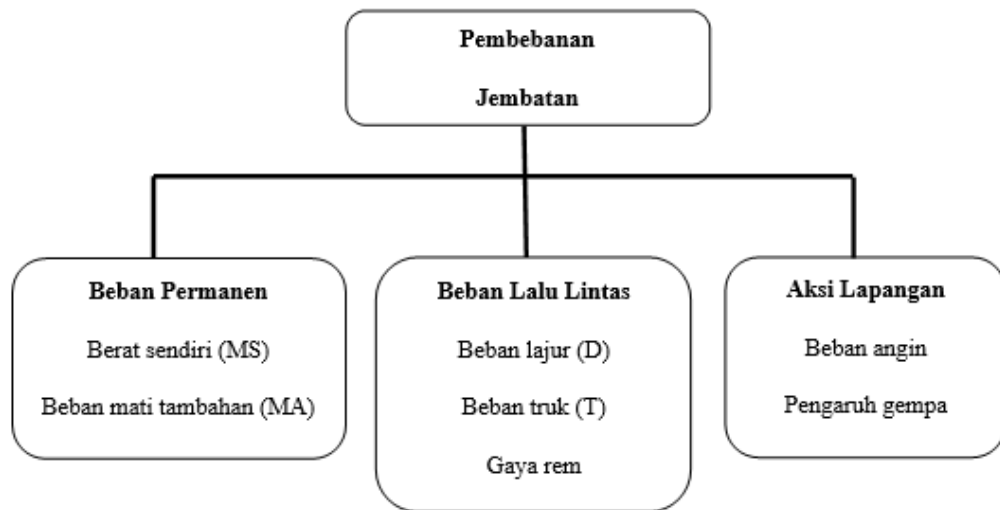 Pembebanan
Jembatan
Beban Permanen
Berat sendiri (MS)
Beban mati tambahan (MA)
Beban Lalu Lintas
Beban lajur (D)
Beban truk (T)
Gaya rem
Aksi Lapangan
Beban angin
Pengaruh gempa